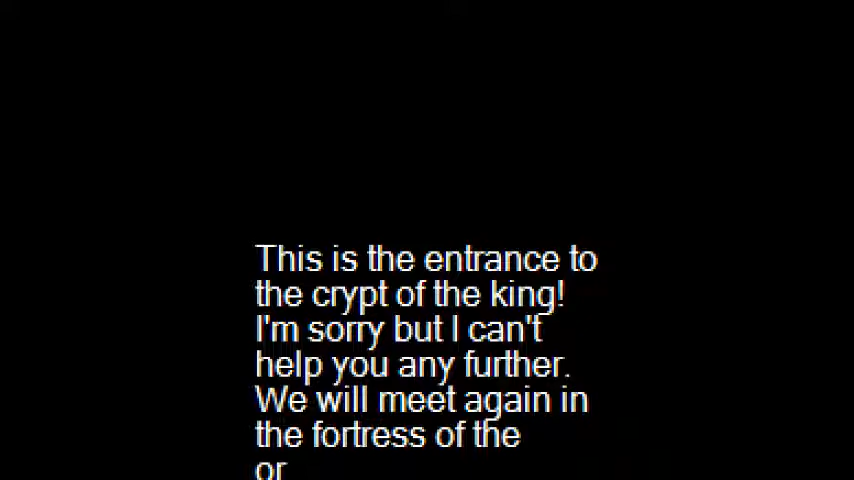 This is the entrance to
the crypt of the king!
I'm sorry but I can't
help you any further.
We will meet again in
the fortress of the
or